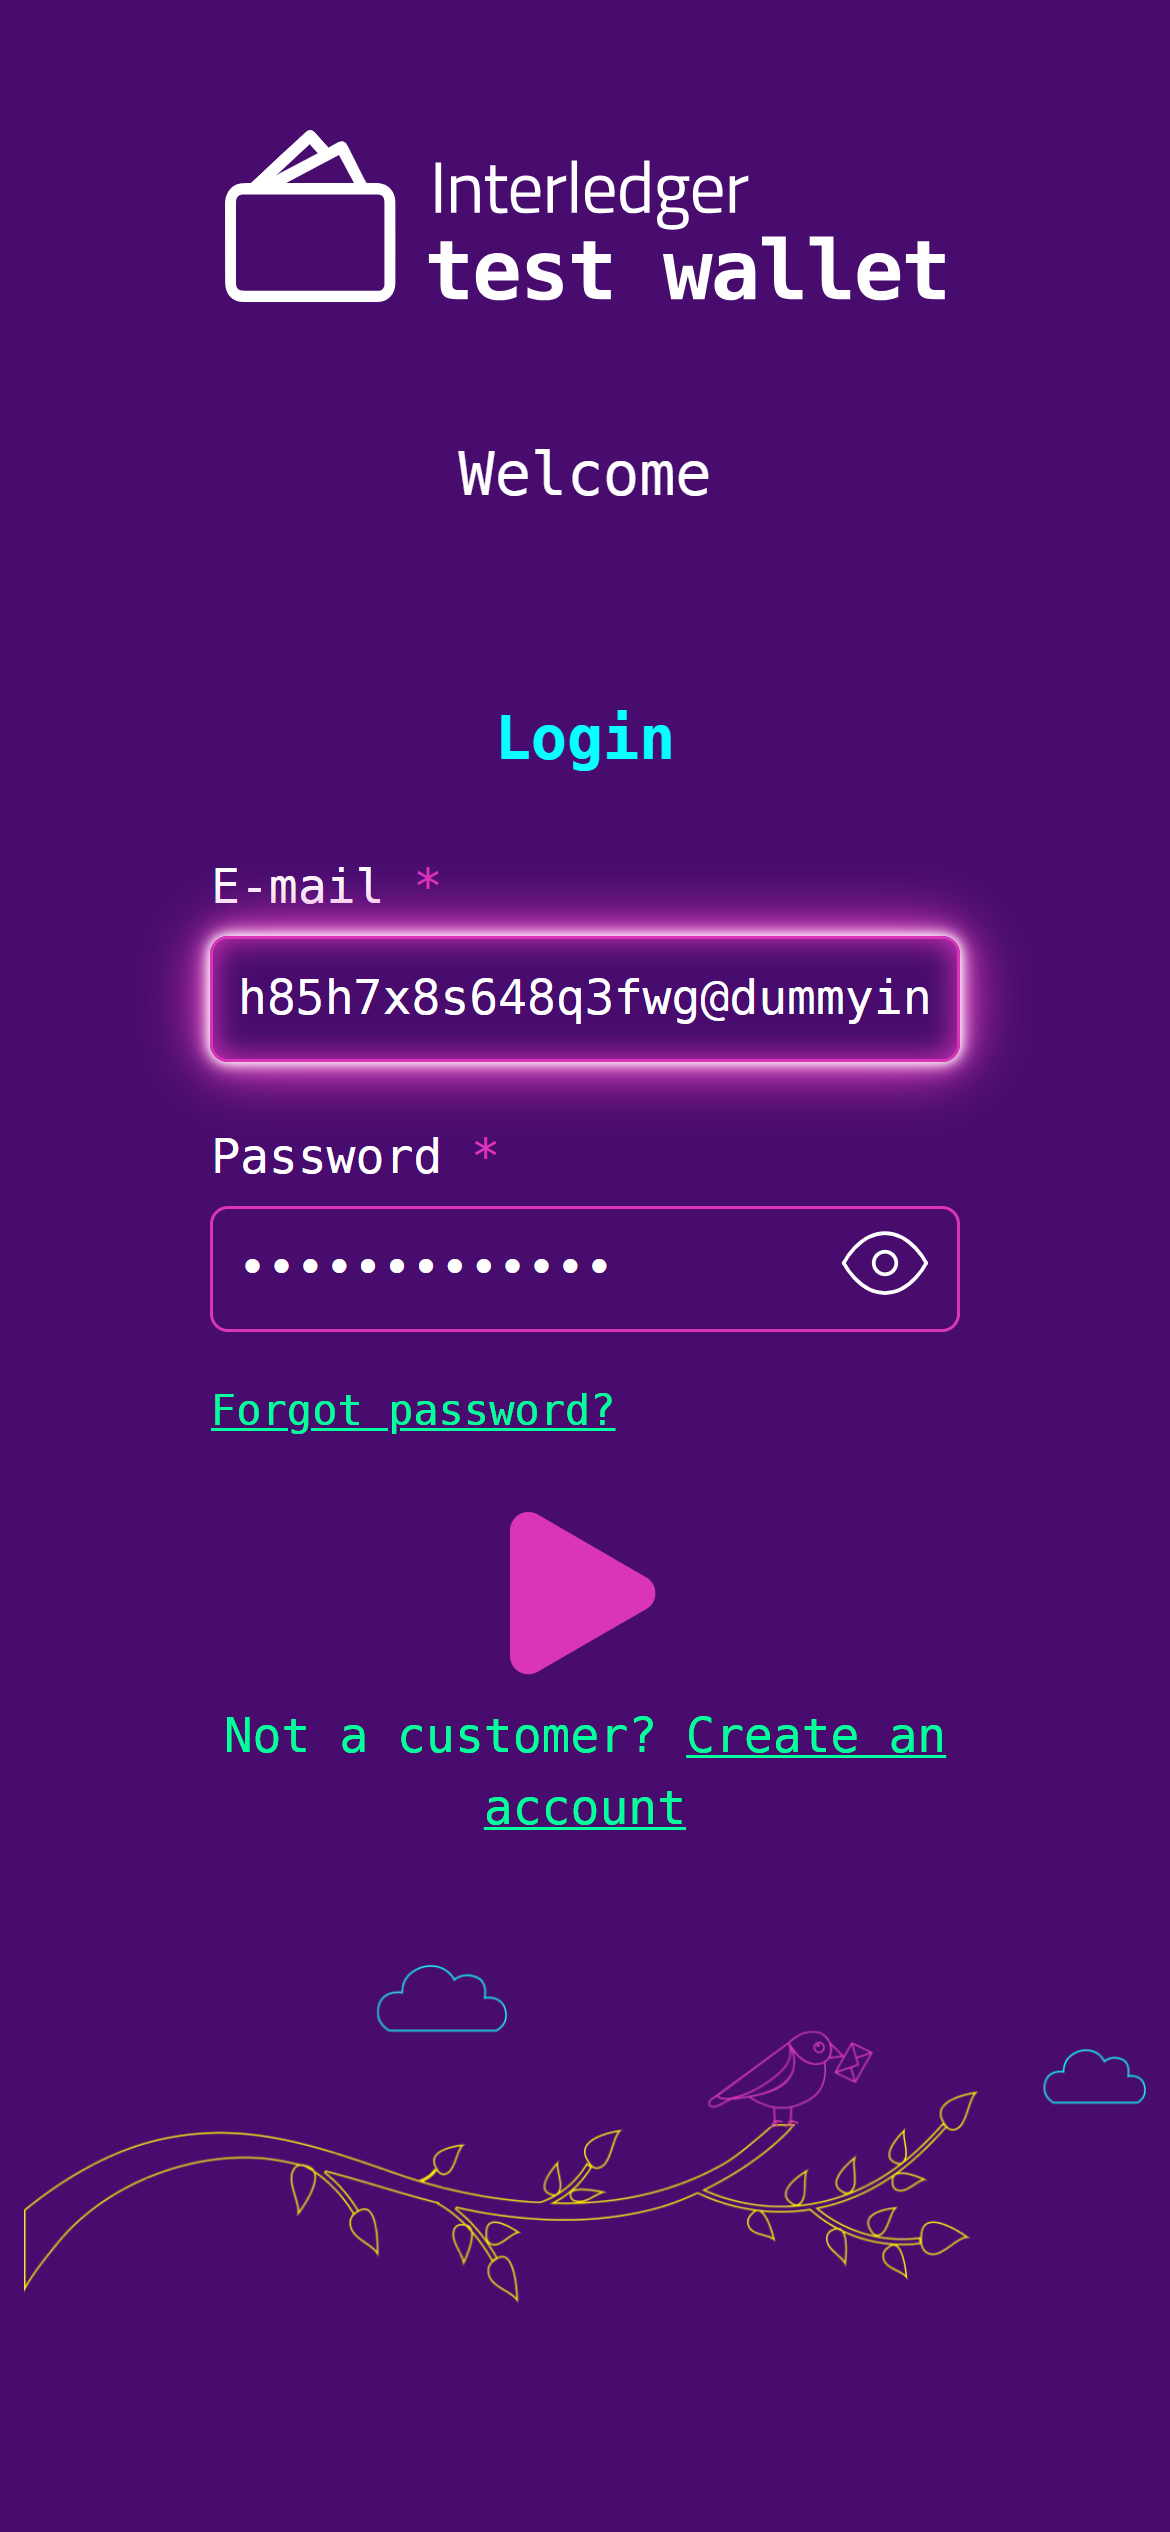 Interledger
test wallet
Welcome
Login
E-mail *
h85h7x8s648q3fwg@dummyin
Password *
•••••••••••••
Forgot password?
Not a customer? Create an
account